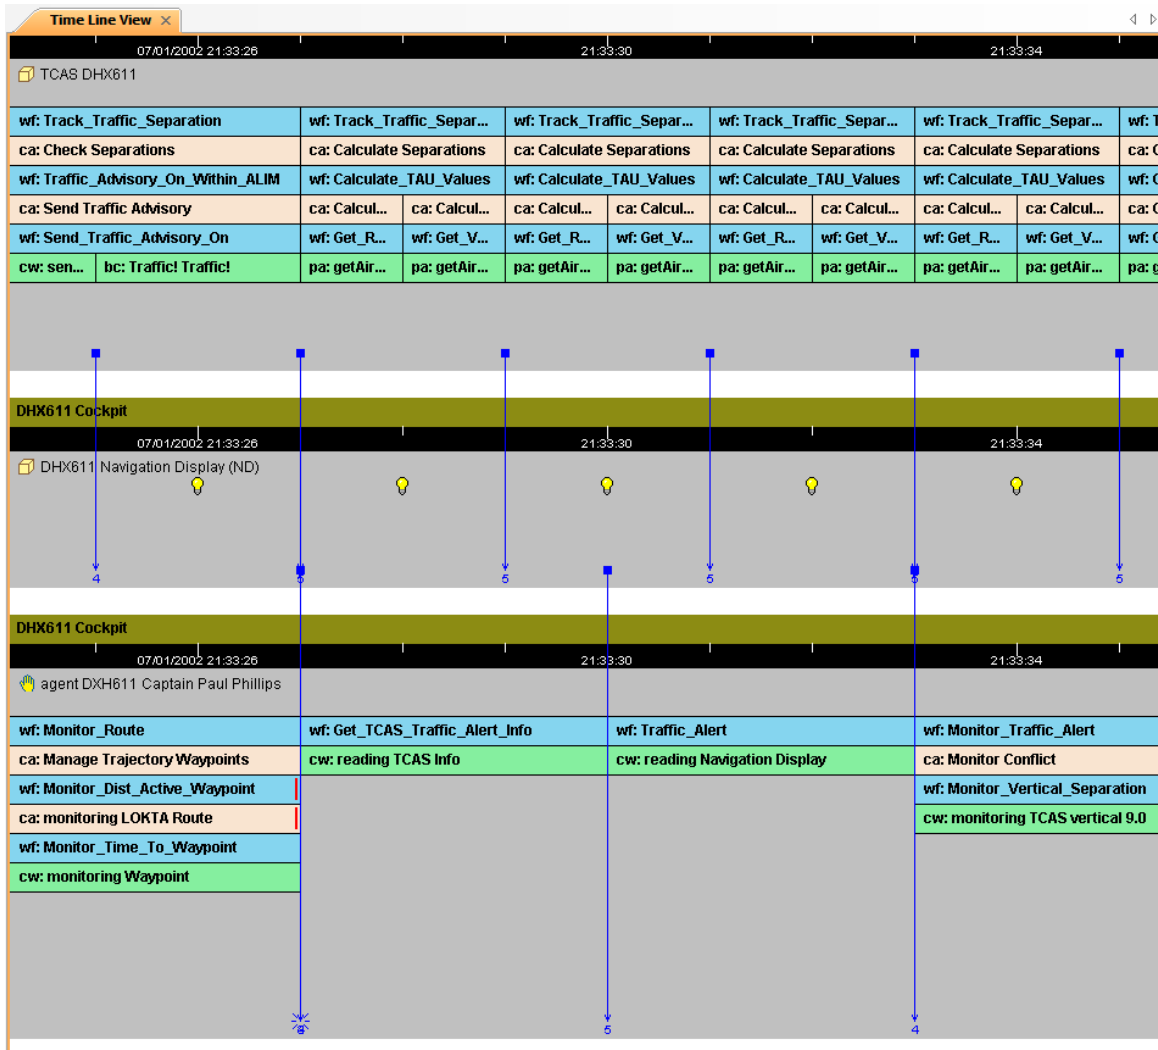 Time Line View
07/01/2002 21:33:26 21:33:30 21:33:34
TCAS DHX611
wf: Track_Traffic_Separation wf: Track_Traffic_Separ... wf: Track_Traffic_Separ... wf: Track_Traffic_Separ... wf: Track_Traffic_Separ... wf: T
ca: Check Separations ca: Calculate Separations ca: Calculate Separations ca: Calculate Separations ca: Calculate Separations ca: C
wf: Traffic_Advisory_On_Within_ALIM wf: Calculate_TAU_Values wf: Calculate_TAU_Values wf: Calculate_TAU_Values wf: Calculate_TAU_Values wf: C
ca: Send Traffic Advisory ca: Calcul... ca: Calcul... ca: Calcul... ca: Calcul... ca: Calcul... ca: Calcul... ca: Calcul... ca: Calcul... ca: C
wf: Send_Traffic_Advisory_On wf: Get_R... wf: Get_V... wf: Get_R... wf: Get_V... wf: Get_R... wf: Get_V... wf: Get_R... wf: Get_V... wf: C
cw: sen... bc: Traffic! Traffic! pa: getAir... pa: getAir... pa: getAir... pa: getAir... pa: getAir... pa: getAir... pa: getAir... pa: getAir... pa: g
DHX611 Cockpit
07/01/2002 21:33:26 21:33:30 21:33:34
DHX611 Navigation Display (ND)
4 5 5 5
DHX611 Cockpit
07/01/2002 21:33:26 21:33:30 21:33:34
agent DXH611 Captain Paul Phillips
wf: Monitor_Route wf: Get_TCAS_Traffic_Alert_Info wf: Traffic_Alert wf: Monitor_Traffic_Alert
ca: Manage Trajectory Waypoints cw: reading TCAS Info cw: reading Navigation Display ca: Monitor Conflict
wf: Monitor_Dist_Active_Waypoint wf: Monitor_Vertical_Separation
ca: monitoring LOKTA Route cw: monitoring TCAS vertical 9.0
wf: Monitor_Time_To_Waypoint
cw: monitoring Waypoint
5 4